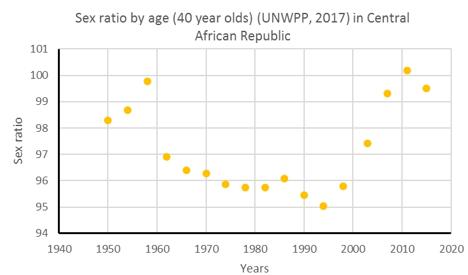 Sex ratio by age (40 year olds) (UNWPP, 2017) in Central
African Republic
101
100
99
98
97
96
95
94
Sex ratio
1940 1950 1960 1970 1980 1990 2000 2010 2020
Years